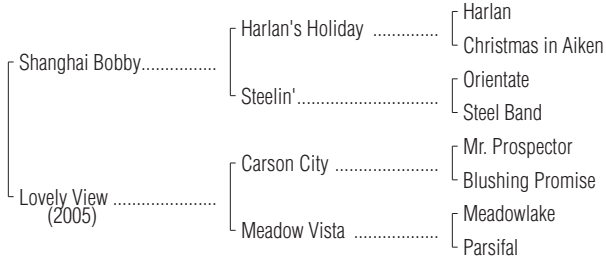 Harlan
Harlan's Holiday ..............
Christmas in Aiken
Shanghai Bobby................
Orientate
Steelin'..............................
Steel Band
Mr. Prospector
Carson City ......................
Blushing Promise
Lovely View ......................
(2005)
Meadowlake
Meadow Vista ..................
Parsifal